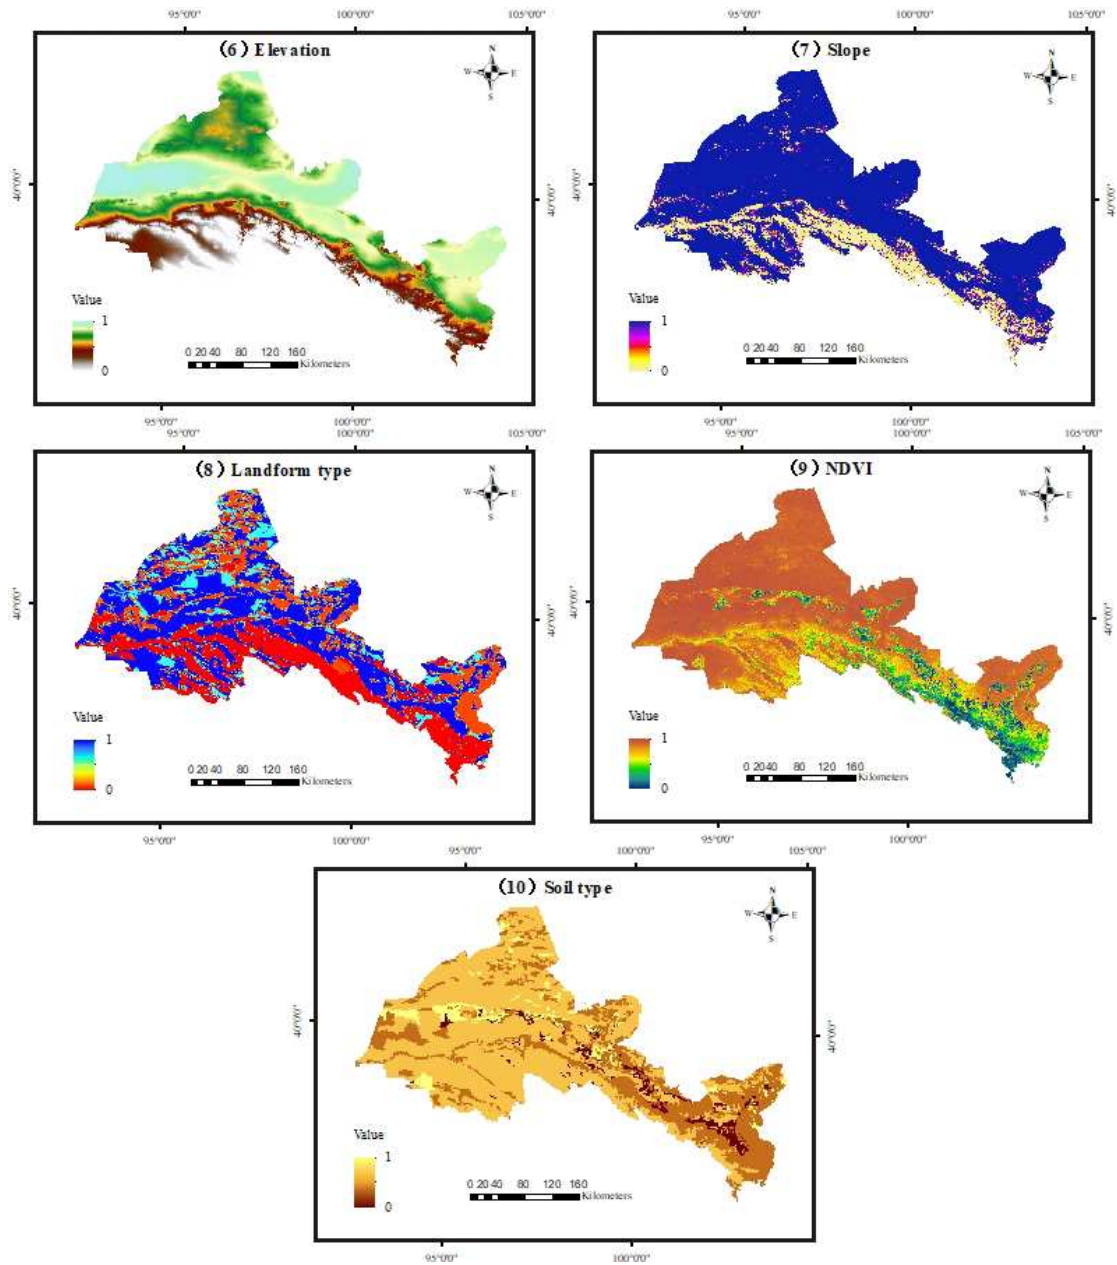 95°0'0" 100°0'0" 105°0'0" 95°0'0" 100°0'0" 105°0'0"
(6) Elevation
N
W E
S
40°0'0"
40°0'0"
Value
1
0
0 20 40 80 120 160
Kilometers
(7) Slope
N
W E
S
40°0'0"
40°0'0"
Value
1
0
0 20 40 80 120 160
Kilometers
95°0'0" 100°0'0" 95°0'0" 100°0'0"
95°0'0" 100°0'0" 105°0'0" 95°0'0" 100°0'0" 105°0'0"
(8) Landform type
N
W E
S
40°0'0"
40°0'0"
Value
1
0
0 20 40 80 120 160
Kilometers
(9) NDVI
N
W E
S
40°0'0"
40°0'0"
Value
1
0
0 20 40 80 120 160
Kilometers
95°0'0" 100°0'0" 95°0'0" 100°0'0"
95°0'0" 100°0'0" 105°0'0"
(10) Soil type
N
W E
S
40°0'0"
40°0'0"
Value
1
0
0 20 40 80 120 160
Kilometers
95°0'0" 100°0'0"